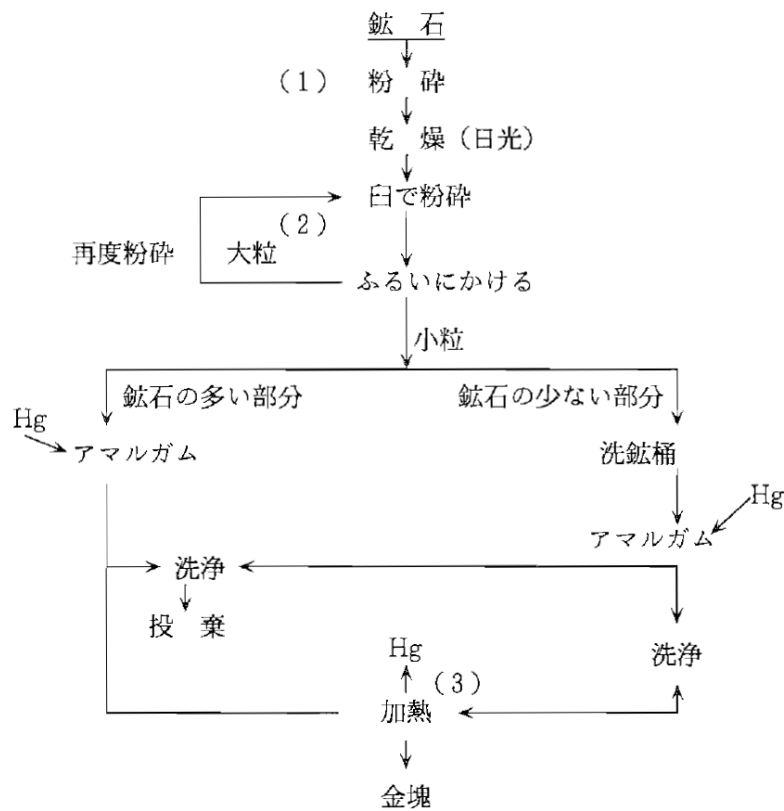 鉱 石
(1) 粉 砕
乾 燥(日光)
臼で粉砕
(2)
再度粉砕 大粒
ふるいにかける
小粒
鉱石の多い部分 鉱石の少ない部分
Hg
アマルガム 洗鉱桶
Hg
アマルガム
洗浄
投 棄
Hg 洗浄
(3)
加熱
金塊